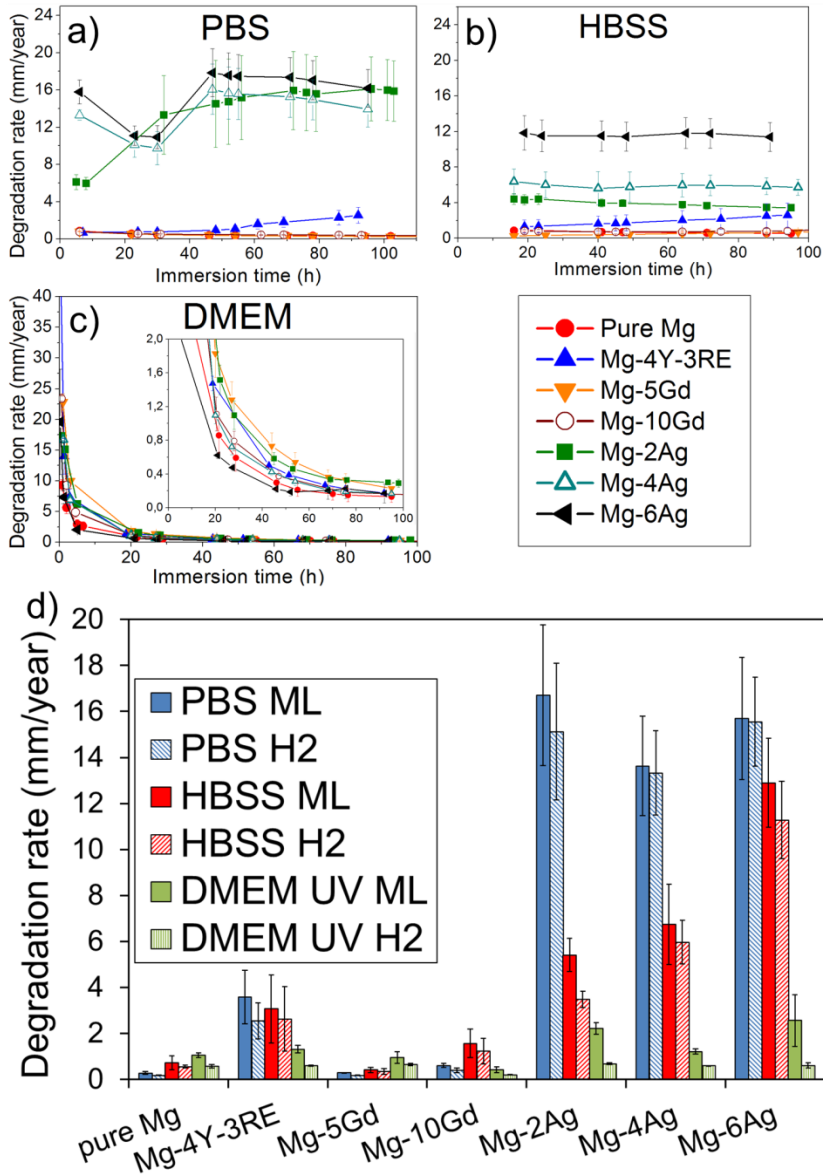 a)
PBS
Degradation rate (mm/year)
24
20
16
12
8
4
0
0
20
40
60
80
100
Immersion time (h)
b)
HBSS
24
20
16
12
8
4
0
0
20
40
60
80
100
Immersion time (h)
c)
DMEM
Degradation rate (mm/year)
40
35
30
25
20
15
10
5
0
0
20
40
60
80
100
Immersion time (h)
2,0
1,6
1,2
0,8
0,4
0,0
0
20
40
60
80
100
Pure Mg
Mg-4Y-3RE
Mg-5Gd
Mg-10Gd
Mg-2Ag
Mg-4Ag
Mg-6Ag
d)
Degradation rate (mm/year)
20
18
16
14
12
10
8
6
4
2
0
PBS ML
PBS H2
HBSS ML
HBSS H2
DMEM UV ML
DMEM UV H2
pure Mg
Mg-4Y-3RE
Mg-5Gd
Mg-10Gd
Mg-2Ag
Mg-4Ag
Mg-6Ag